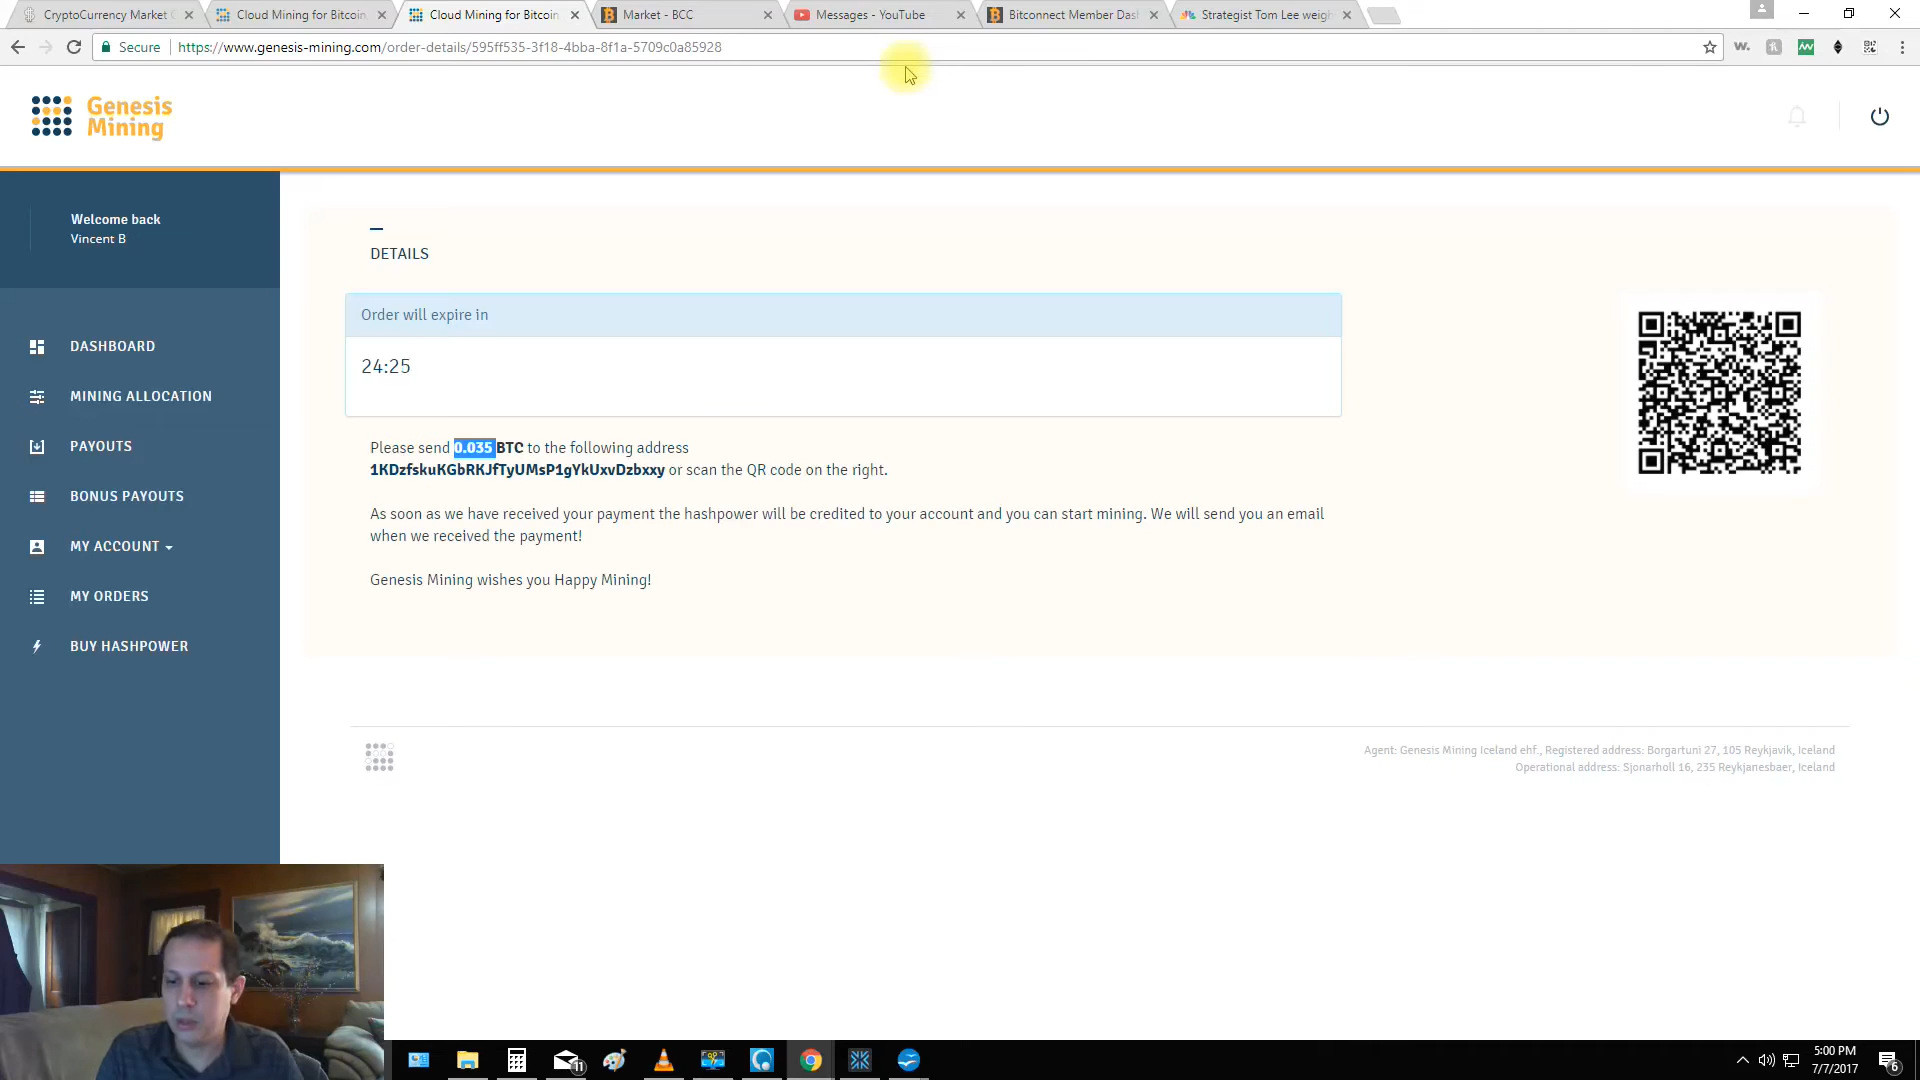 CryptoCurrency Market
Cloud Mining for Bitcoin
Cloud Mining for Bitcoin
Market - BCC
Messages - YouTube
Bitconnect Member Das
Strategist Tom Lee weigh
Secure
https://www.genesis-mining.com/order-details/595ff535-3f18-4bba-8f1a-5709c0a85928
W.
Genesis
Mining
Welcome back
Vincent B
DASHBOARD
MINING ALLOCATION
PAYOUTS
BONUS PAYOUTS
MY ACCOUNT
MY ORDERS
BUY HASHPOWER
DETAILS
Order will expire in
24:25
Please send 0.035 BTC to the following address
1KDzfskuKGbRKJfTyUMsP1gYkUxvDzbxxy or scan the QR code on the right.
As soon as we have received your payment the hashpower will be credited to your account and you can start mining. We will send you an email
when we received the payment!
Genesis Mining wishes you Happy Mining!
Agent: Genesis Mining Iceland ehf., Registered address: Borgartuni 27, 105 Reykjavik, Iceland
Operational address: Sjonarholl 16, 235 Reykjanesbaer, Iceland
11
5:00 PM
7/7/2017
6